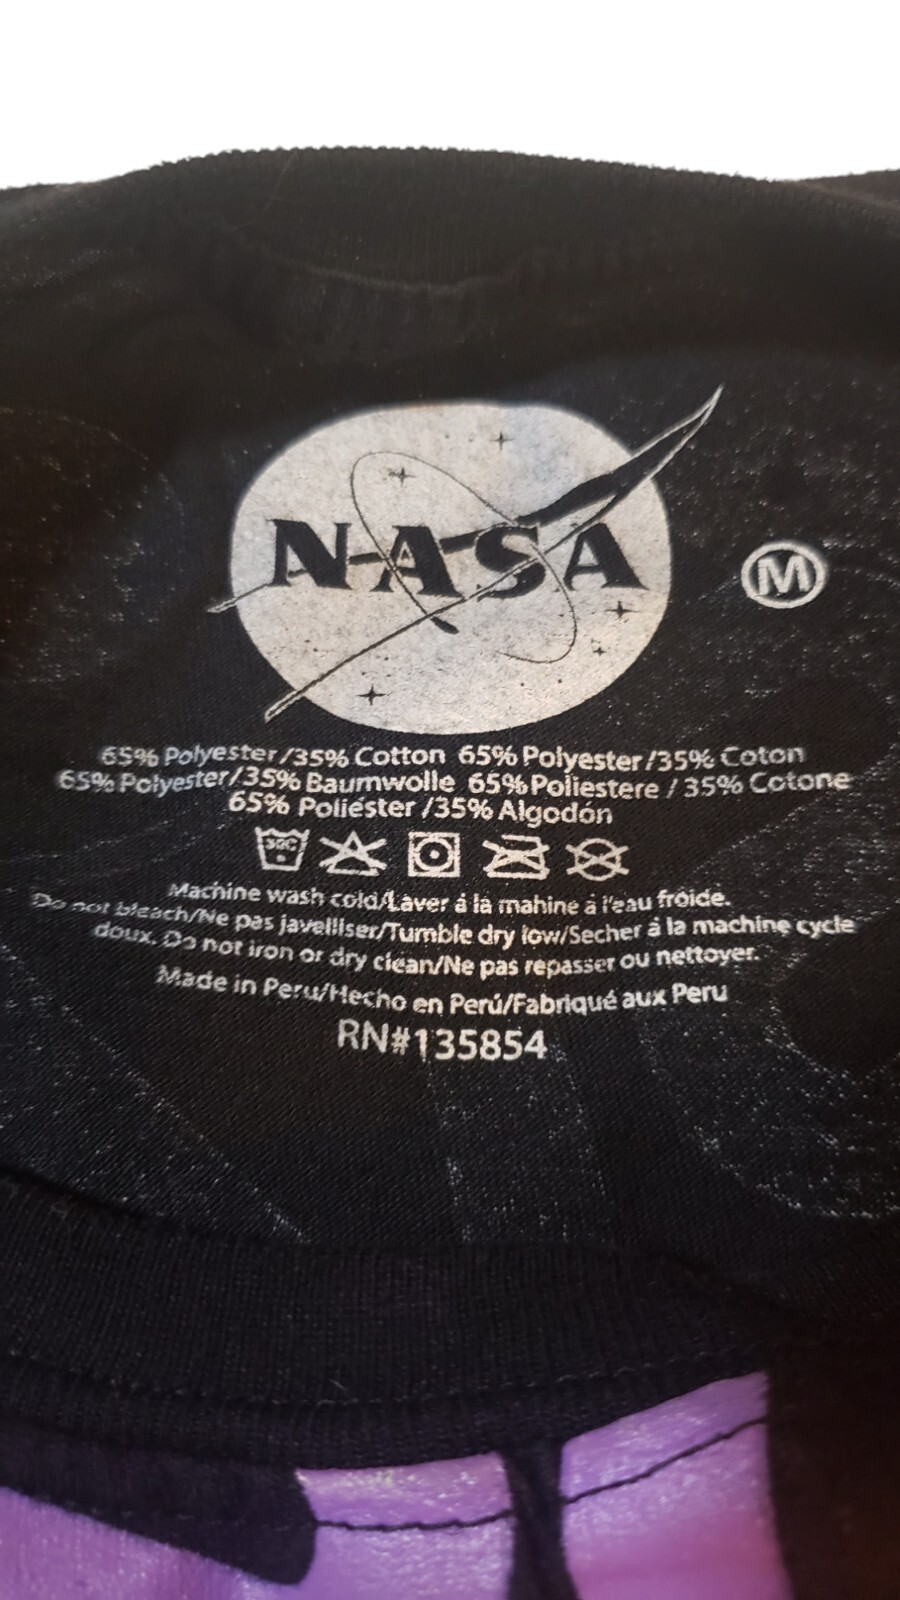 NASA
M
65% Polyester/35% Cotton 65% Polyester/35% Coton
65% Polyester/35% Baumwolle 65% Poliestere / 35% Cotone
65% Poliéster /35% Algodón
30C
Machine wash cold/Laver á la mahine á l'eau froide.
Do not bleach/Ne pas javelliser/Tumble dry low/Secher á la machine cycle
doux. Do not iron or dry clean/Ne pas repasser ou nettoyer.
Made in Peru/Hecho en Perú/Fabriqué aux Peru
RN#135854